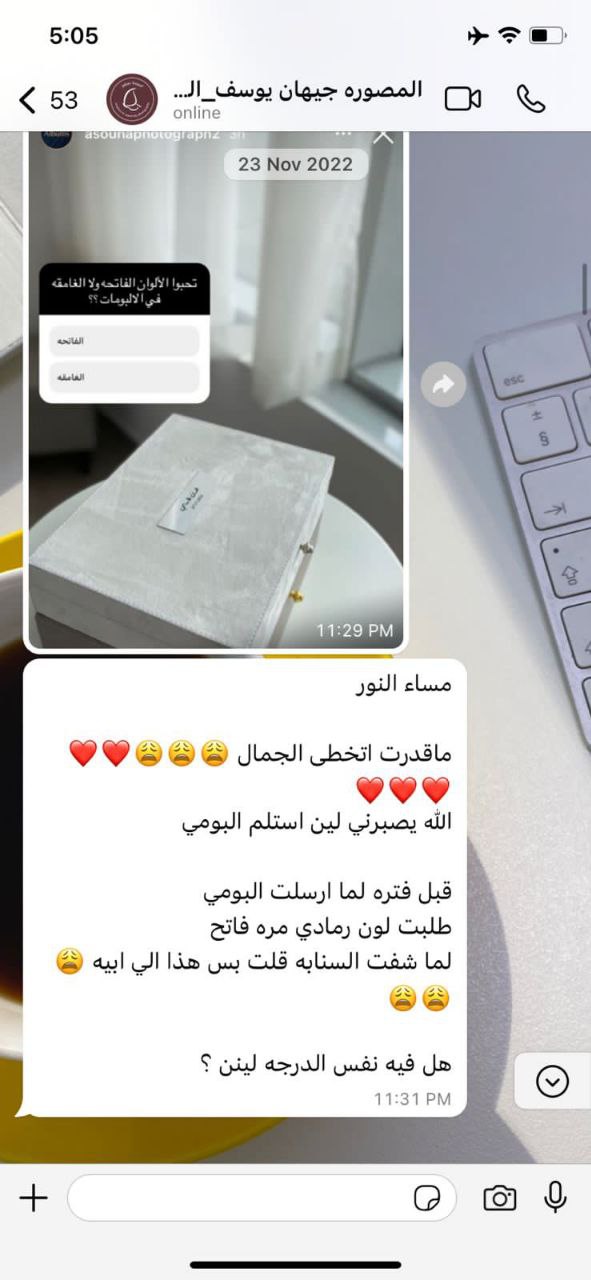 5:05
53
المصوره جيهان يوسف_ال...
online
asounaphotographz 3h
23 Nov 2022
تحبوا الألوان الفاتحه ولا الغامقه
في الالبومات؟؟
الفاتحه
الغامقه
11:29 PM
esc
±
§
مساء النور
ماقدرت اتخطى الجمال 😩😩😩❤️❤️
❤️❤️❤️
الله يصبرني لين استلم البومي
قبل فتره لما ارسلت البومي
طلبت لون رمادي مره فاتح
لما شفت السنابه قلت بس هذا الي ابيه 😩
😩😩
هل فيه نفس الدرجه لينن ؟
11:31 PM